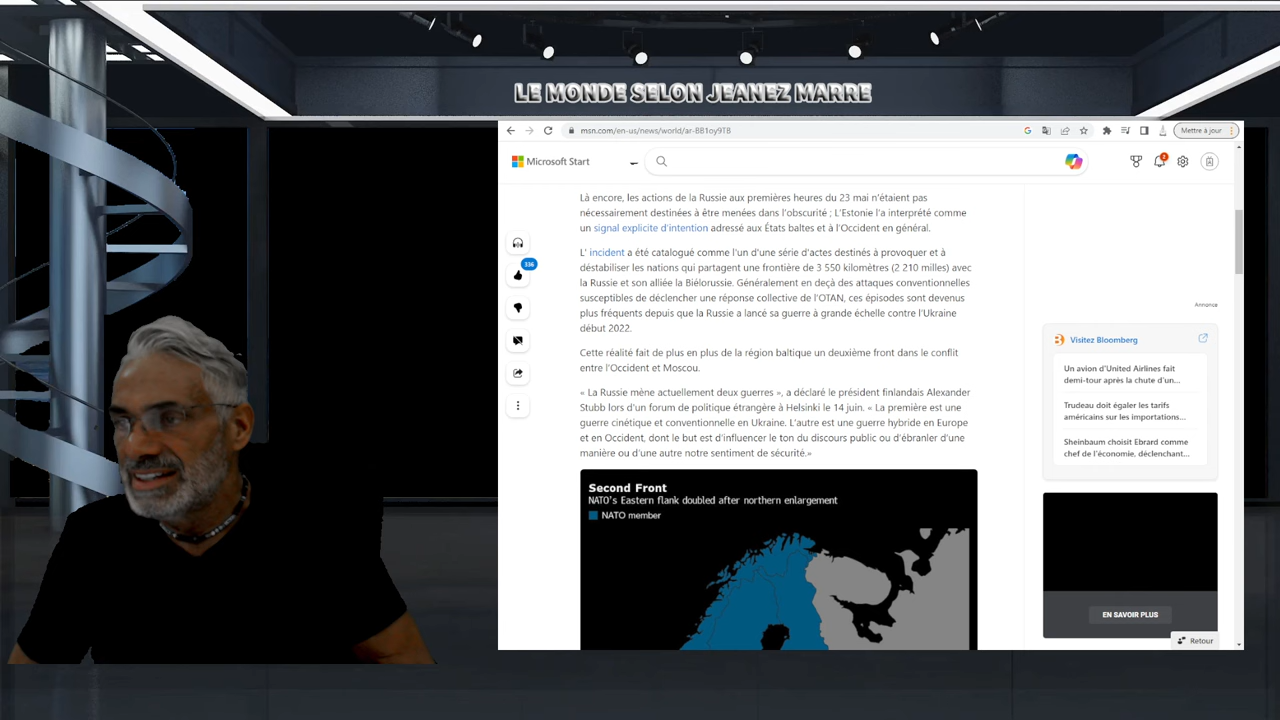 LE MONDE SELON JEANEZ MARRE
msn.com/en-us/news/world/ar-BB1oy9T8
Mettre à jour
Microsoft Start
2
Là encore, les actions de la Russie aux premières heures du 23 mai n'étaient pas
nécessairement destinées à être menées dans l'obscurité ; L'Estonie l'a interprété comme
un signal explicite d'intention adressé aux États baltes et à l'Occident en général.
L' incident a été catalogué comme l'un d'une série d'actes destinés à provoquer et à
déstabiliser les nations qui partagent une frontière de 3 550 kilomètres (2 210 milles) avec
la Russie et son alliée la Biélorussie. Généralement en deçà des attaques conventionnelles
susceptibles de déclencher une réponse collective de l'OTAN, ces épisodes sont devenus
plus fréquents depuis que la Russie a lancé sa guerre à grande échelle contre l'Ukraine
début 2022.
Cette réalité fait de plus en plus de la région baltique un deuxième front dans le conflit
entre l'Occident et Moscou.
« La Russie mène actuellement deux guerres », a déclaré le président finlandais Alexander
Stubb lors d'un forum de politique étrangère à Helsinki le 14 juin. « La première est une
guerre cinétique et conventionnelle en Ukraine. L'autre est une guerre hybride en Europe
et en Occident, dont le but est d'influencer le ton du discours public ou d'ébranler d'une
manière ou d'une autre notre sentiment de sécurité.»
336
Second Front
NATO's Eastern flank doubled after northern enlargement
NATO member
Annonce
Visitez Bloomberg
Un avion d'United Airlines fait
demi-tour après la chute d'un...
Trudeau doit égaler les tarifs
américains sur les importations...
Sheinbaum choisit Ebrard comme
chef de l'économie, déclenchant...
EN SAVOIR PLUS
Retour